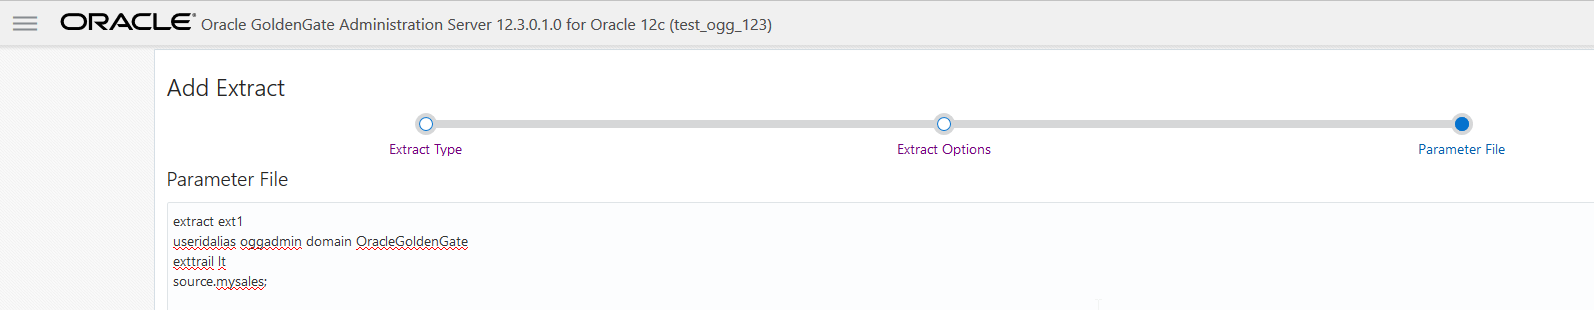 ORACLE® Oracle GoldenGate Administration Server 12.3.0.1.0 for Oracle 12c (test_ogg_123)
Add Extract
Extract Type Extract Options Parameter File
Parameter File
extract ext1
useridalias oggadmin domain OracleGoldenGate
exttrail lt
source.mysales;